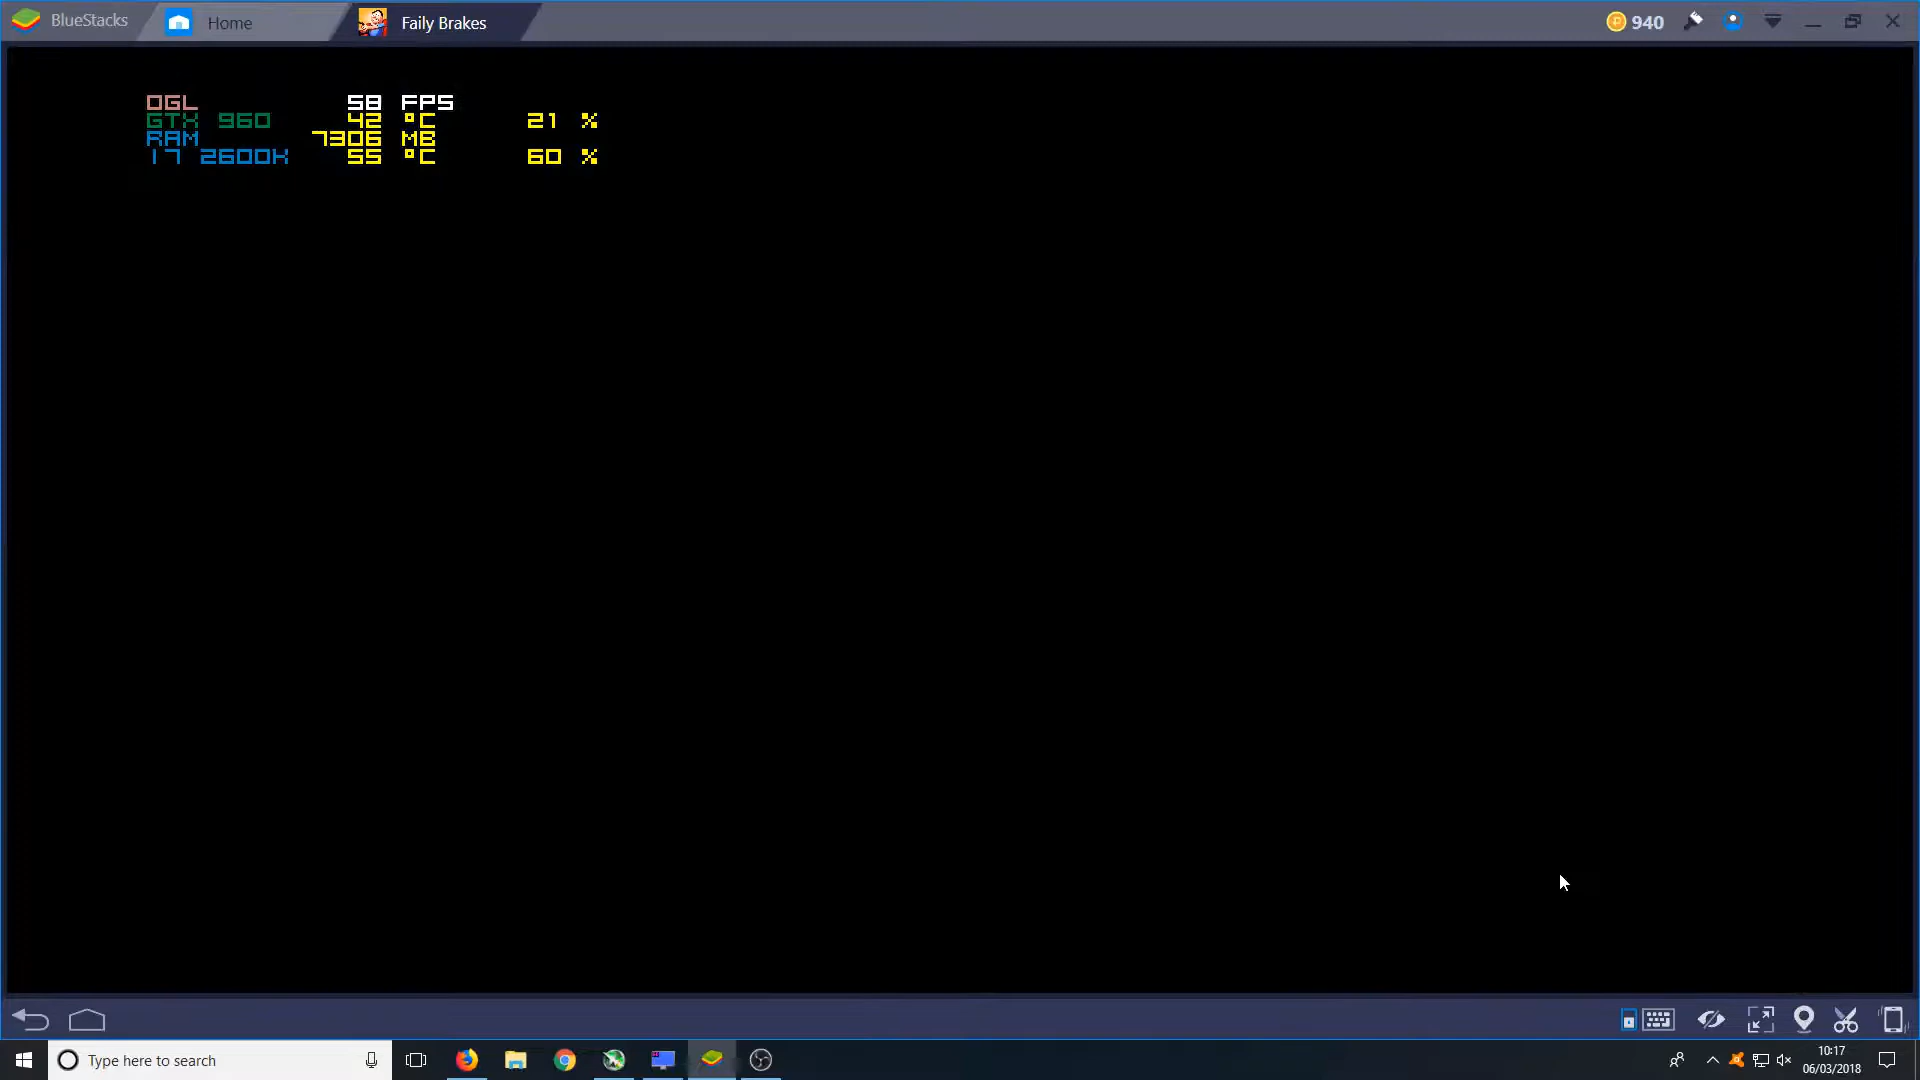 BlueStacks
Home
Faily Brakes
940
OGL 58 FPS
GTX 960 42 °C 21 %
RAM 7306 MB
I7 2600K 55 °C 60 %
Type here to search
10:17
06/03/2018